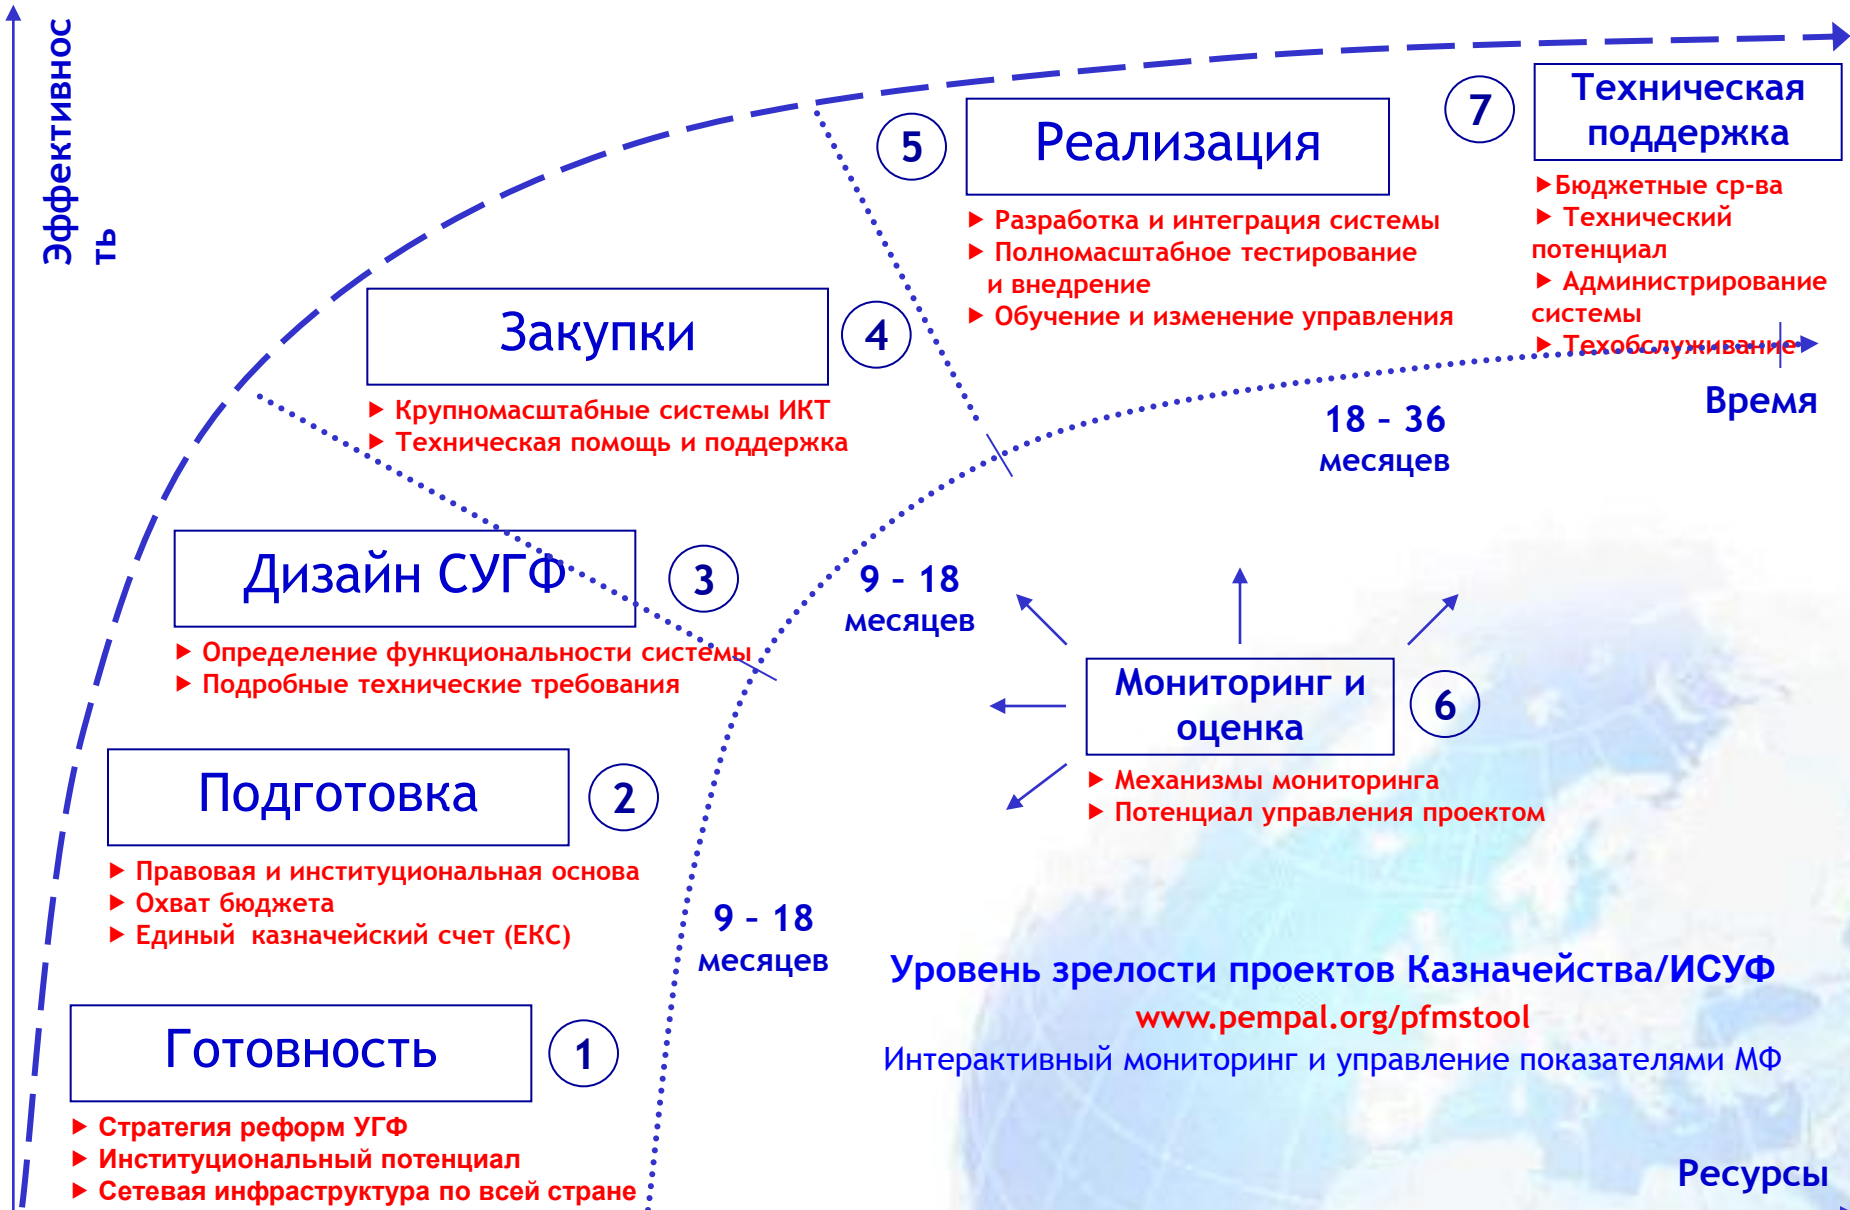 Эффективнос
ть
5
Реализация
▶ Разработка и интеграция системы
▶ Полномасштабное тестирование
и внедрение
▶ Обучение и изменение управления
7
Техническая
поддержка
▶Бюджетные ср-ва
▶ Технический
потенциал
▶ Администрирование
системы
▶ Техобслуживание
Время
18 – 36
месяцев
Закупки
4
▶ Крупномасштабные системы ИКТ
▶ Техническая помощь и поддержка
Дизайн СУГФ
3
▶ Определение функциональности системы
▶ Подробные технические требования
9 – 18
месяцев
Мониторинг и
оценка
6
▶ Механизмы мониторинга
▶ Потенциал управления проектом
Подготовка
2
▶ Правовая и институциональная основа
▶ Охват бюджета
▶ Единый казначейский счет (ЕКС)
9 – 18
месяцев
Уровень зрелости проектов Казначейства/ИСУФ
www.pempal.org/pfmstool
Интерактивный мониторинг и управление показателями МФ
Готовность
1
▶ Стратегия реформ УГФ
▶ Институциональный потенциал
▶ Сетевая инфраструктура по всей стране
Ресурсы